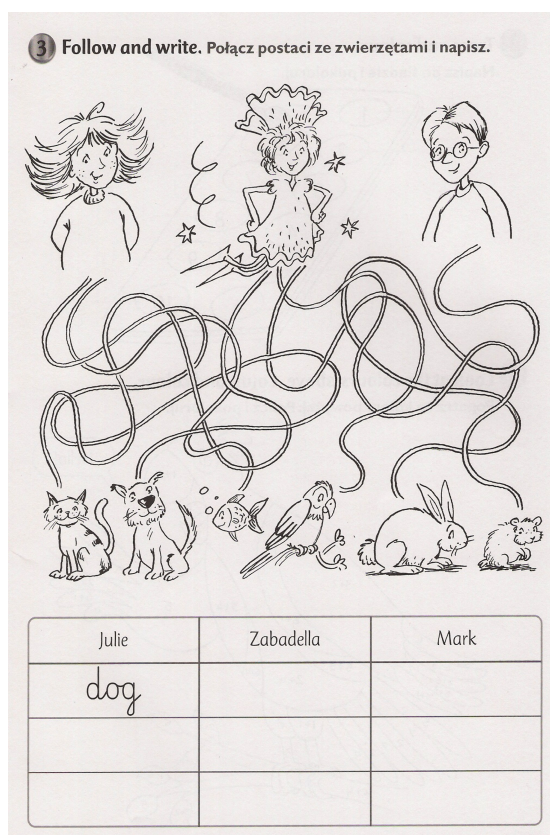 3 Follow and write. Połącz postaci ze zwierzętami i napisz.
Julie Zabadella Mark
dog